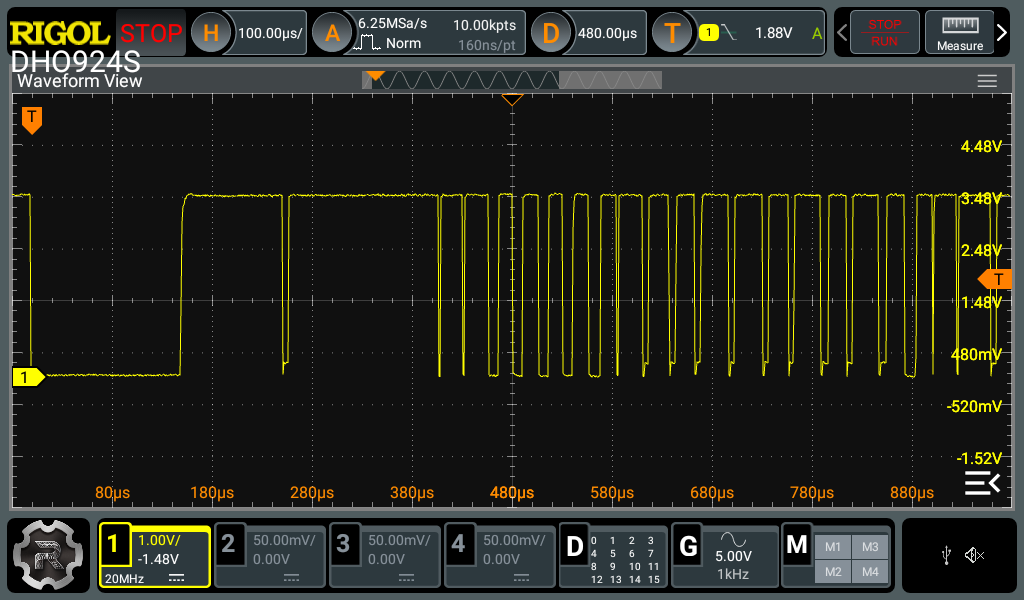 RIGOL STOP H 100.00µs/ A 6.25MSa/s 10.00kpts D 480.00µs T 1 1.88V A STOP
Norm 160ns/pt RUN Measure
DHO924S
Waveform View
T
4.48V
3.48V
2.48V
T
1.48V
480mV
1
-520mV
-1.52V
80µs 180µs 280µs 380µs 480µs 580µs 680µs 780µs 880µs
1 1.00V/ 2 50.00mV/ 3 50.00mV/ 4 50.00mV/ D 0 1 2 3 G M M1 M3
-1.48V 0.00V 0.00V 0.00V 4 5 6 7 5.00V
8 9 10 11 M2 M4
20MHz 12 13 14 15 1kHz